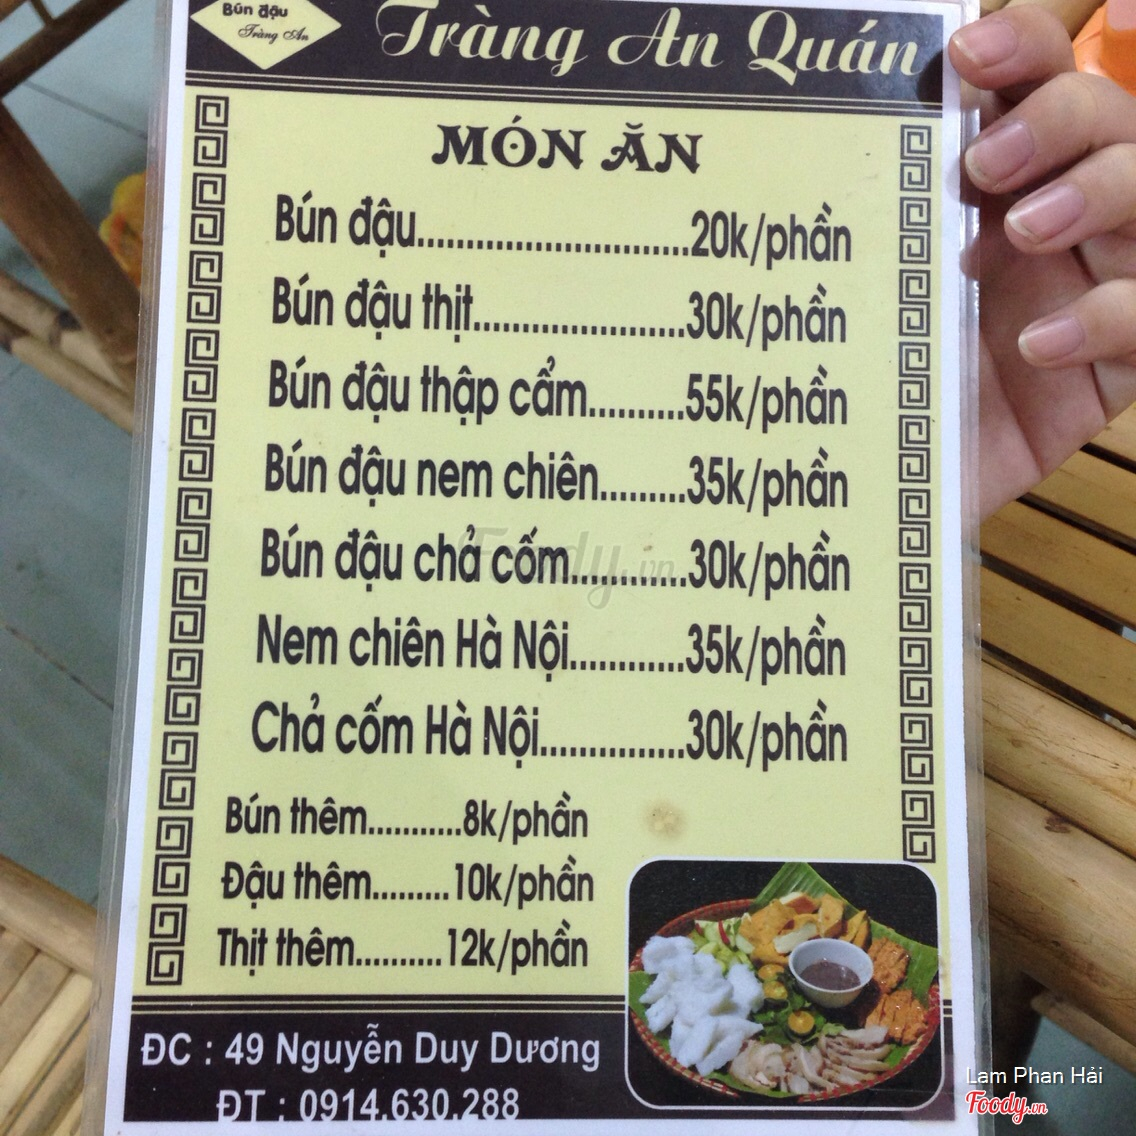 Bún đậu
Tràng An
Tràng An Quán
MÓN ĂN
Bún đậu...........................20k/phần
Bún đậu thịt.....................30k/phần
Bún đậu thập cẩm..........55k/phần
Bún đậu nem chiên.........35k/phần
Bún đậu chả cốm............30k/phần
Nem chiên Hà Nội............35k/phần
Chả cốm Hà Nội...............30k/phần
Bún thêm...........8k/phần
Đậu thêm.........10k/phần
Thịt thêm..........12k/phần
ĐC : 49 Nguyễn Duy Dương
ĐT : 0914.630.288
Foody.vn
Lam Phan Hải
Foody.vn